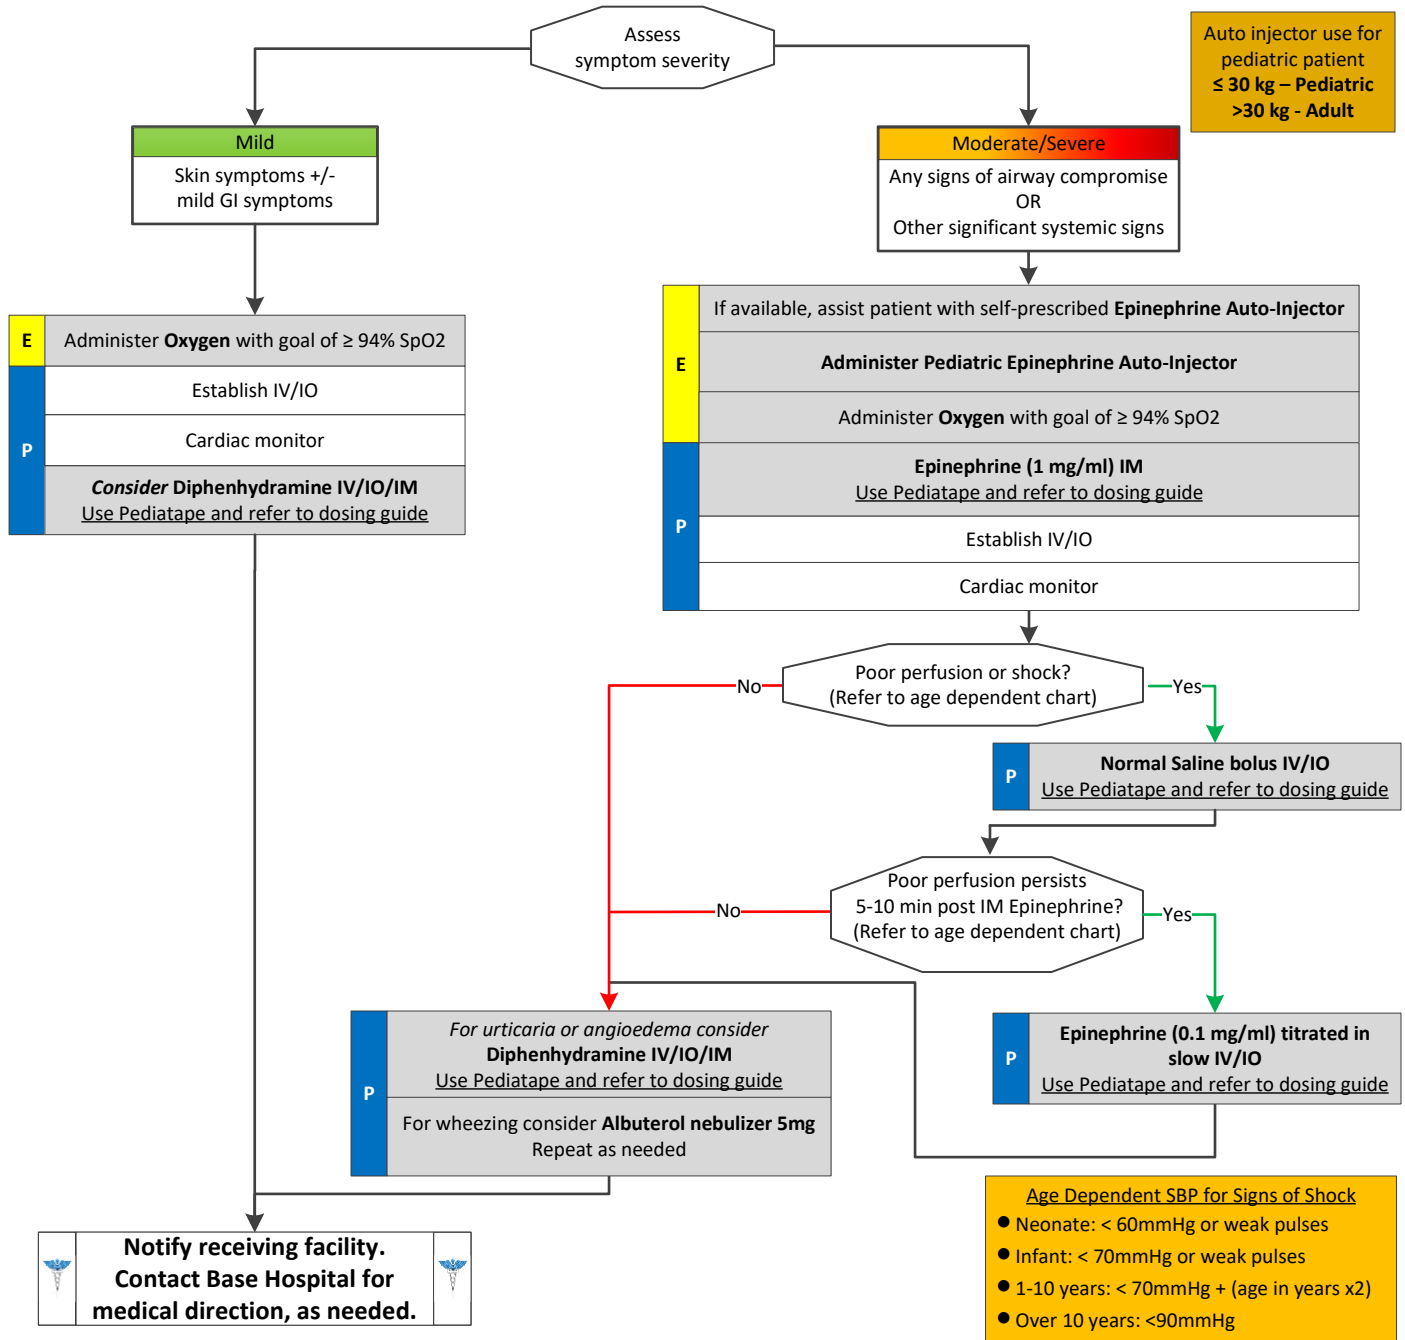 Assess
symptom severity
Auto injector use for
pediatric patient
≤ 30 kg – Pediatric
>30 kg - Adult
Mild
Skin symptoms +/-
mild GI symptoms
Moderate/Severe
Any signs of airway compromise
OR
Other significant systemic signs
E
Administer Oxygen with goal of ≥ 94% SpO2
P
Establish IV/IO
Cardiac monitor
Consider Diphenhydramine IV/IO/IM
Use Pediatape and refer to dosing guide
E
If available, assist patient with self-prescribed Epinephrine Auto-Injector
Administer Pediatric Epinephrine Auto-Injector
Administer Oxygen with goal of ≥ 94% SpO2
P
Epinephrine (1 mg/ml) IM
Use Pediatape and refer to dosing guide
Establish IV/IO
Cardiac monitor
Poor perfusion or shock?
(Refer to age dependent chart)
No
Yes
P
Normal Saline bolus IV/IO
Use Pediatape and refer to dosing guide
Poor perfusion persists
5-10 min post IM Epinephrine?
(Refer to age dependent chart)
No
Yes
P
For urticaria or angioedema consider
Diphenhydramine IV/IO/IM
Use Pediatape and refer to dosing guide
For wheezing consider Albuterol nebulizer 5mg
Repeat as needed
P
Epinephrine (0.1 mg/ml) titrated in
slow IV/IO
Use Pediatape and refer to dosing guide
Notify receiving facility.
Contact Base Hospital for
medical direction, as needed.
Age Dependent SBP for Signs of Shock
● Neonate: < 60mmHg or weak pulses
● Infant: < 70mmHg or weak pulses
● 1-10 years: < 70mmHg + (age in years x2)
● Over 10 years: <90mmHg